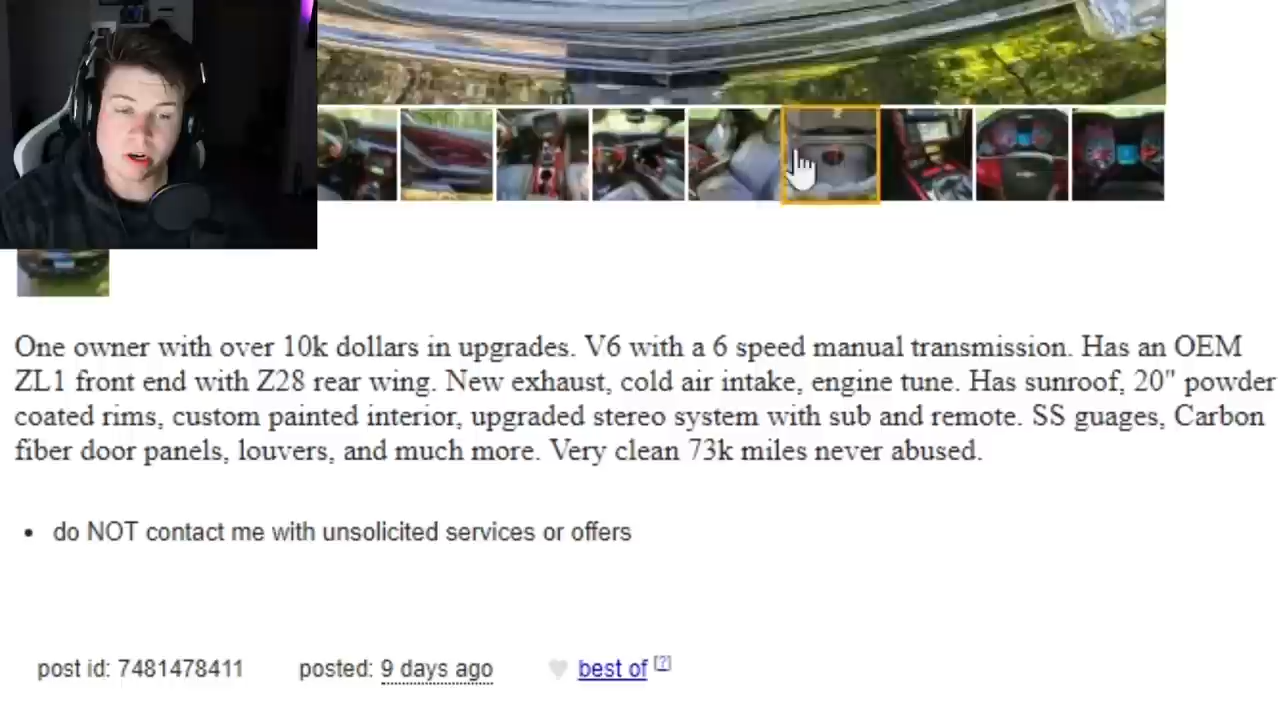 One owner with over 10k dollars in upgrades. V6 with a 6 speed manual transmission. Has an OEM
ZL1 front end with Z28 rear wing. New exhaust, cold air intake, engine tune. Has sunroof, 20" powder
coated rims, custom painted interior, upgraded stereo system with sub and remote. SS guages, Carbon
fiber door panels, louvers, and much more. Very clean 73k miles never abused.
• do NOT contact me with unsolicited services or offers
post id: 7481478411 posted: 9 days ago best of [?]